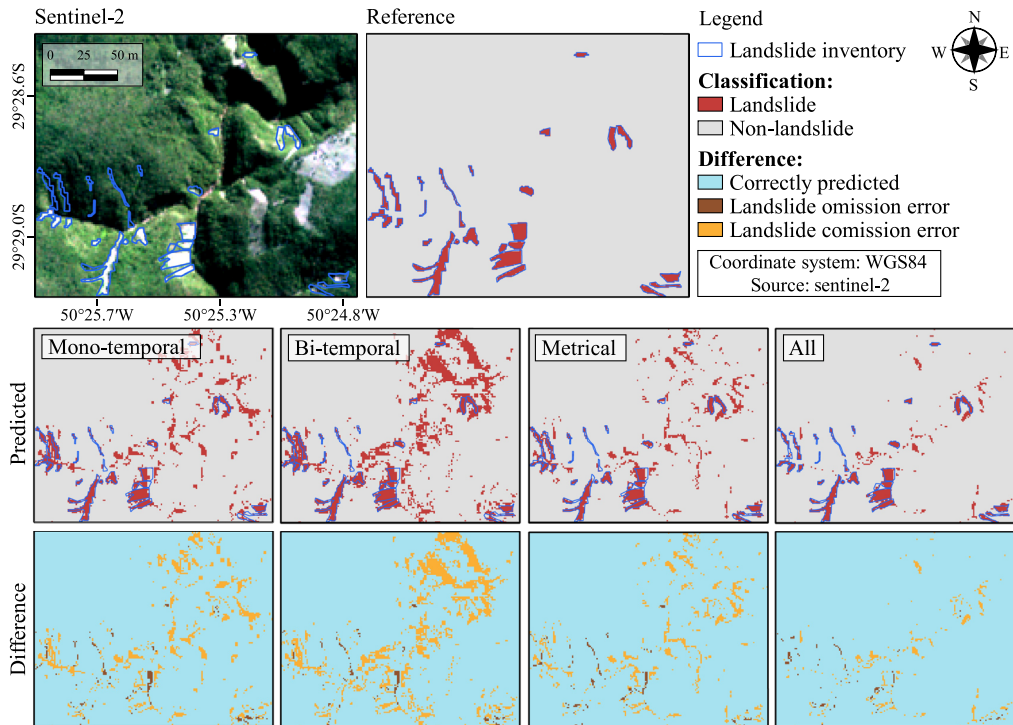 Sentinel-2
Reference
Legend
Landslide inventory
Classification:
Landslide
Non-landslide
Difference:
Correctly predicted
Landslide omission error
Landslide comission error
Coordinate system: WGS84
Source: sentinel-2
N
W
E
S
0 25 50 m
29°28.6'S
29°29.0'S
50°25.7'W
50°25.3'W
50°24.8'W
Predicted
Mono-temporal
Bi-temporal
Metrical
All
Difference